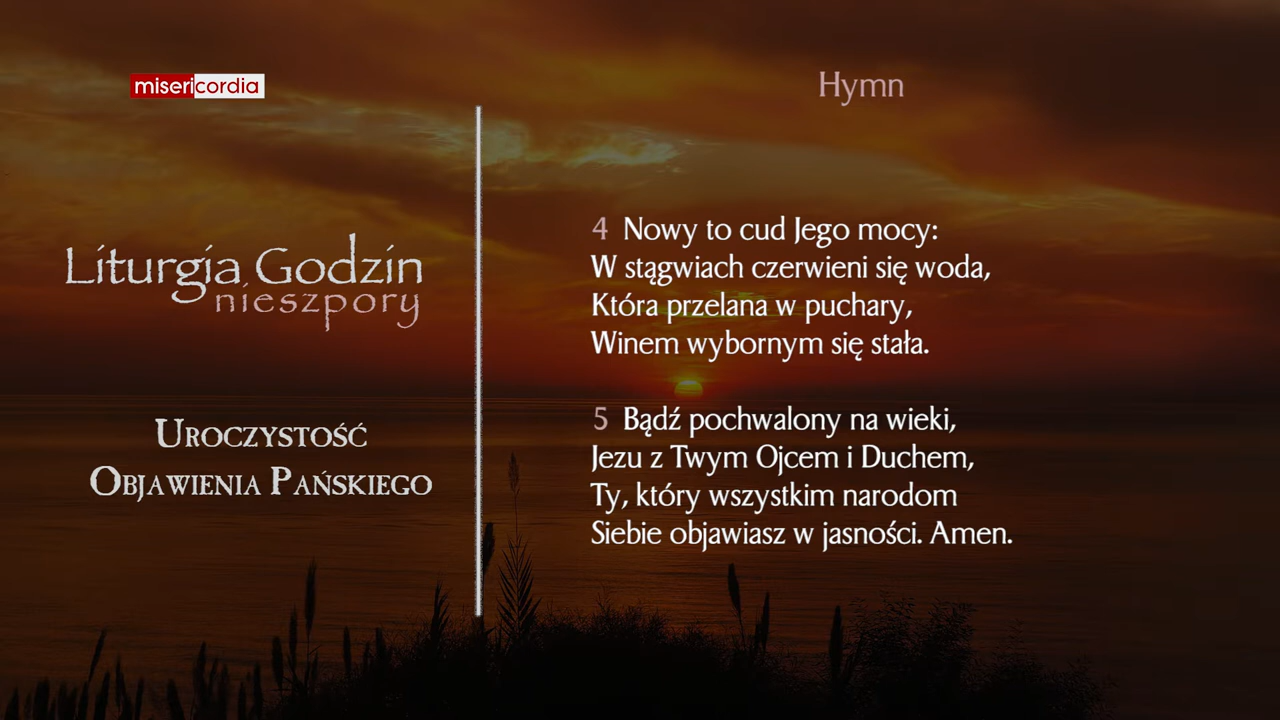 misericordia
Liturgia Godzin
nieszpory
Uroczystość
Objawienia Pańskiego
Hymn
4 Nowy to cud Jego mocy:
W stągwiach czerwieni się woda,
Która przelana w puchary,
Winem wybornym się stała.
5 Bądź pochwalony na wieki,
Jezu z Twym Ojcem i Duchem,
Ty, który wszystkim narodom
Siebie objawiasz w jasności. Amen.